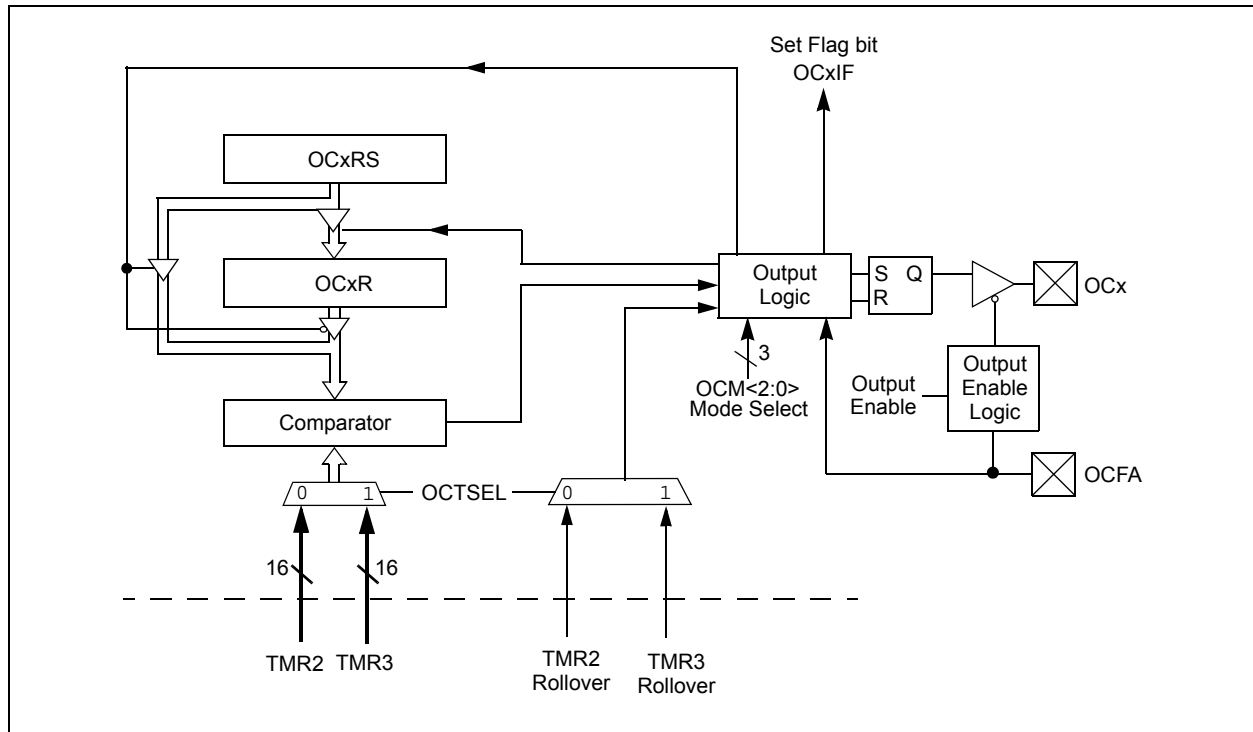 Set Flag bit
OCxIF
OCxRS
OCxR
Output
Logic
S Q
R
OCx
3
OCM<2:0>
Mode Select
Output
Enable
Output
Enable
Logic
Comparator
OCFA
0 1
OCTSEL
0 1
16
16
TMR2
TMR3
TMR2
Rollover
TMR3
Rollover